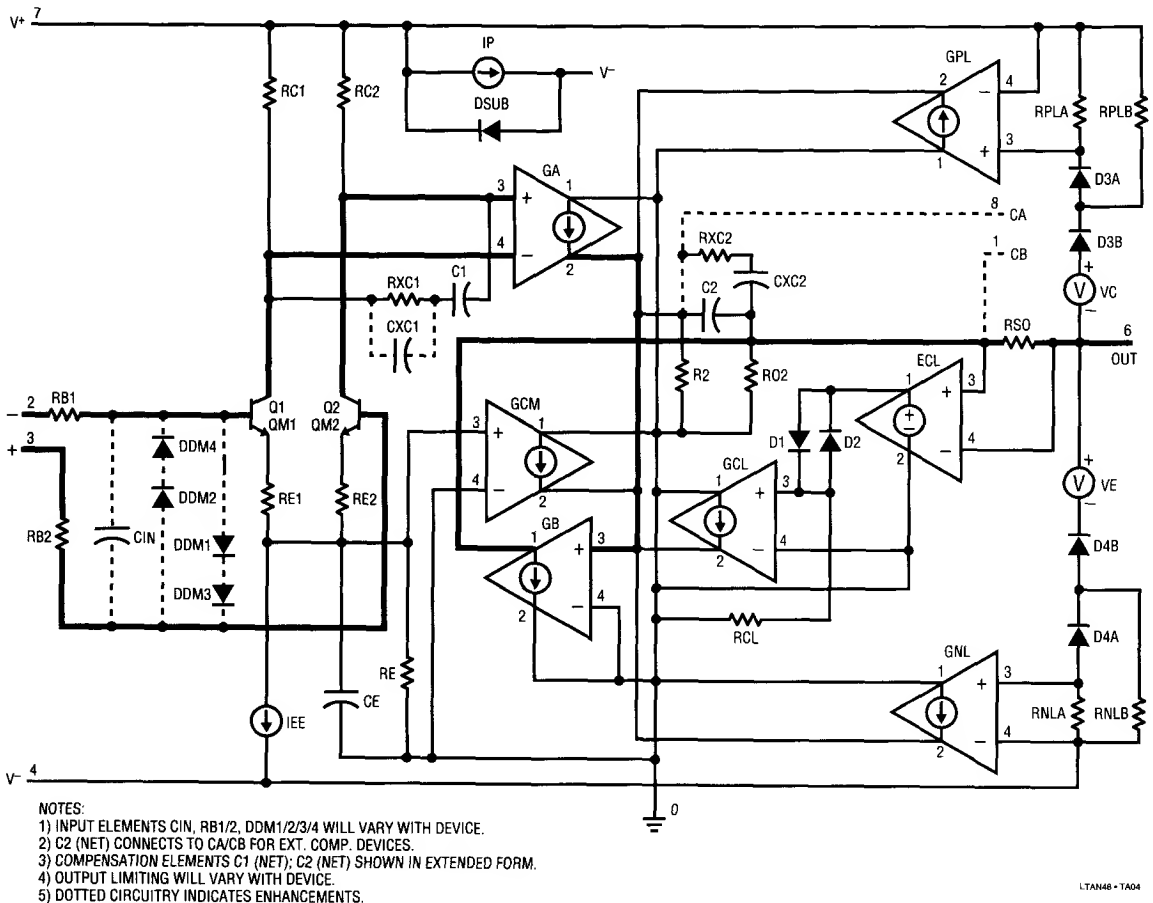 V+ 7
IP
V−
DSUB
RC1
RC2
GPL
2
4
−
3
+
1
RPLA
RPLB
D3A
D3B
GA
3
+
1
4
−
2
8
CA
1
CB
RXC2
CXC2
C2
+
V
VC
−
RXC1
C1
CXC1
RSO
6
OUT
ECL
1
3
+
+
−
4
−
2
R2
RO2
− 2
RB1
+ 3
Q1
QM1
Q2
QM2
GCM
3
+
1
4
−
2
D1
D2
DDM4
DDM2
DDM1
DDM3
CIN
RB2
RE1
RE2
GCL
1
3
+
4
−
2
+
V
VE
−
GB
1
3
+
4
−
2
D4B
D4A
RCL
RE
CE
IEE
GNL
1
3
+
4
−
2
RNLA
RNLB
V− 4
0
NOTES:
1) INPUT ELEMENTS CIN, RB1/2, DDM1/2/3/4 WILL VARY WITH DEVICE.
2) C2 (NET) CONNECTS TO CA/CB FOR EXT. COMP. DEVICES.
3) COMPENSATION ELEMENTS C1 (NET); C2 (NET) SHOWN IN EXTENDED FORM.
4) OUTPUT LIMITING WILL VARY WITH DEVICE.
5) DOTTED CIRCUITRY INDICATES ENHANCEMENTS.
LTAN48 • TA04